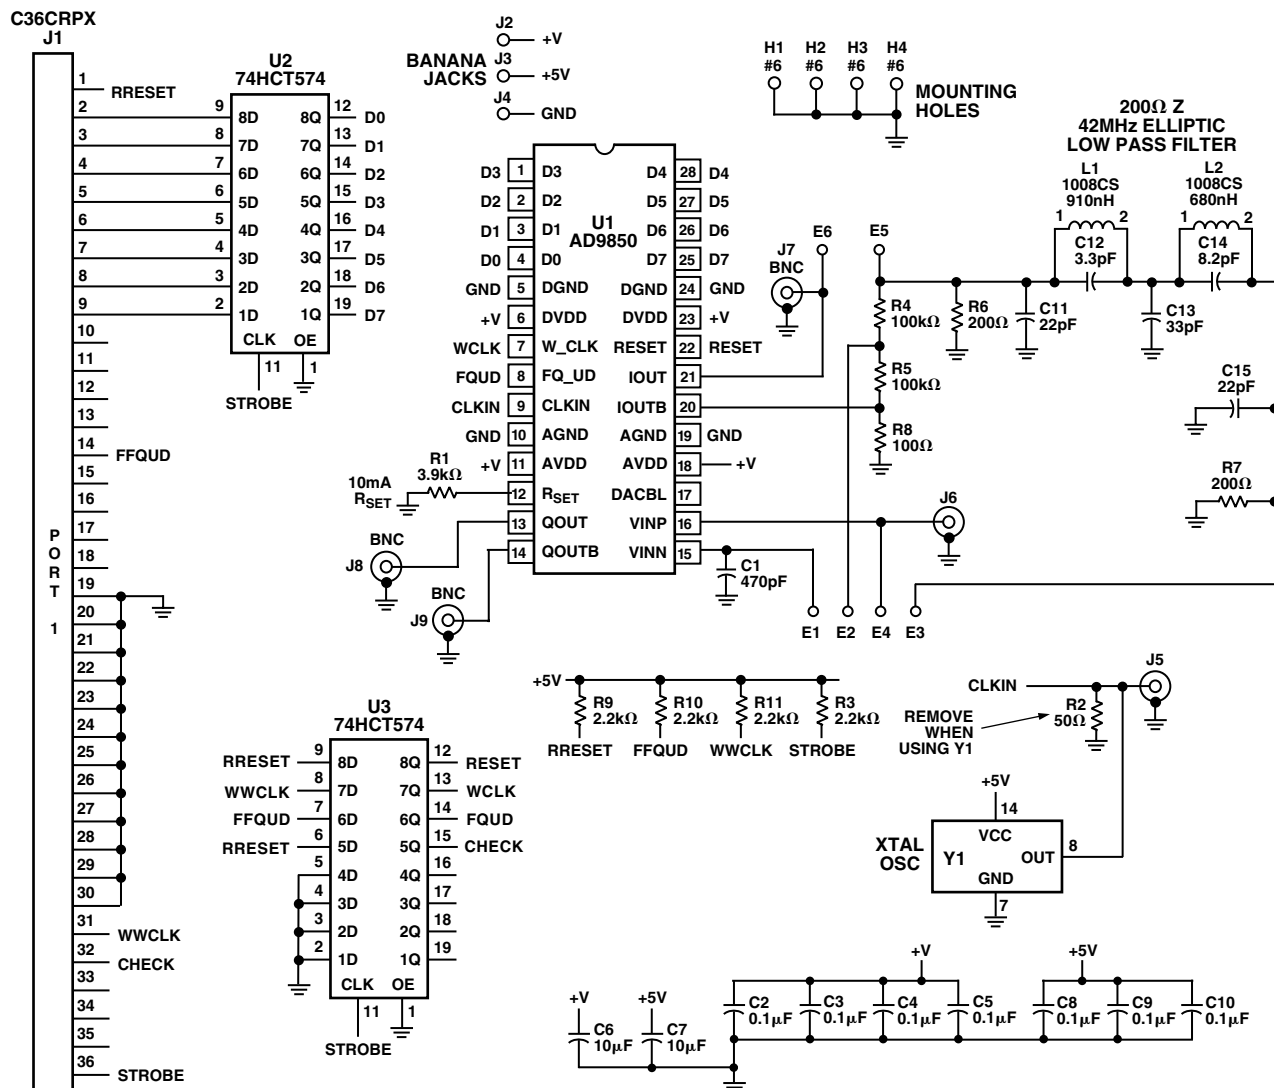 C36CRPX
J1
1
RRESET
2
3
4
5
6
7
8
9
10
11
12
13
14
FFQUD
15
16
17
18
19
20
21
22
23
24
25
26
27
28
29
30
31
WWCLK
32
CHECK
33
34
35
36
STROBE
PORT 1
U2
74HCT574
9 8D 8Q 12 D0
8 7D 7Q 13 D1
7 6D 6Q 14 D2
6 5D 5Q 15 D3
5 4D 4Q 16 D4
4 3D 3Q 17 D5
3 2D 2Q 18 D6
2 1D 1Q 19 D7
CLK OE
11 1
STROBE
J2
+V
BANANA JACKS
J3
+5V
J4
GND
H1 H2 H3 H4
#6 #6 #6 #6
MOUNTING
HOLES
U1
AD9850
D3 1 D3 D4 28 D4
D2 2 D2 D5 27 D5
D1 3 D1 D6 26 D6
D0 4 D0 D7 25 D7
GND 5 DGND DGND 24 GND
+V 6 DVDD DVDD 23 +V
WCLK 7 W_CLK RESET 22 RESET
FQUD 8 FQ_UD IOUT 21
CLKIN 9 CLKIN IOUTB 20
GND 10 AGND AGND 19 GND
+V 11 AVDD AVDD 18 +V
12 RSET DACBL 17
13 QOUT VINP 16
14 QOUTB VINN 15
R1
3.9kΩ
10mA
RSET
BNC
J8
BNC
J9
J7
BNC
E6
E5
R4
100kΩ
R5
100kΩ
R8
100Ω
R6
200Ω
C11
22pF
200Ω Z
42MHz ELLIPTIC
LOW PASS FILTER
L1
1008CS
910nH
1 2
C12
3.3pF
L2
1008CS
680nH
1 2
C14
8.2pF
C13
33pF
C15
22pF
R7
200Ω
J6
C1
470pF
E1 E2 E4 E3
+5V
R9
2.2kΩ
R10
2.2kΩ
R11
2.2kΩ
R3
2.2kΩ
RRESET FFQUD WWCLK STROBE
CLKIN
J5
R2
50Ω
REMOVE
WHEN
USING Y1
+5V
14
XTAL
OSC
Y1
VCC
OUT
8
GND
7
U3
74HCT574
RRESET 9 8D 8Q 12 RESET
WWCLK 8 7D 7Q 13 WCLK
FFQUD 7 6D 6Q 14 FQUD
RRESET 6 5D 5Q 15 CHECK
5 4D 4Q 16
4 3D 3Q 17
3 2D 2Q 18
2 1D 1Q 19
CLK OE
11 1
STROBE
+V
C6
10μF
+5V
C7
10μF
+V
C2
0.1μF
C3
0.1μF
C4
0.1μF
C5
0.1μF
+5V
C8
0.1μF
C9
0.1μF
C10
0.1μF